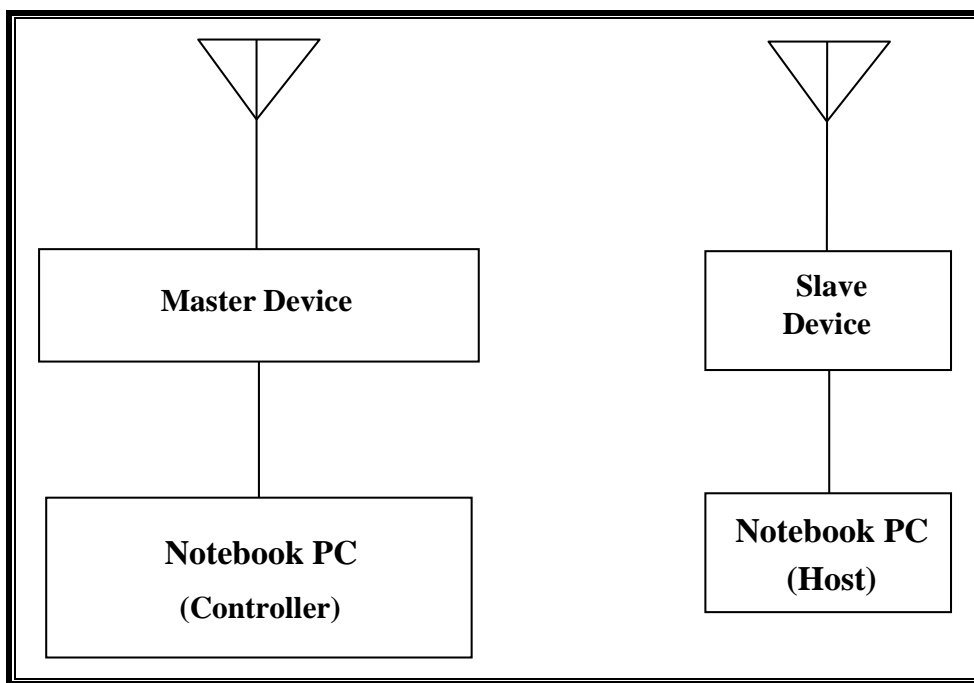 Master Device
Slave
Device
Notebook PC
(Controller)
Notebook PC
(Host)